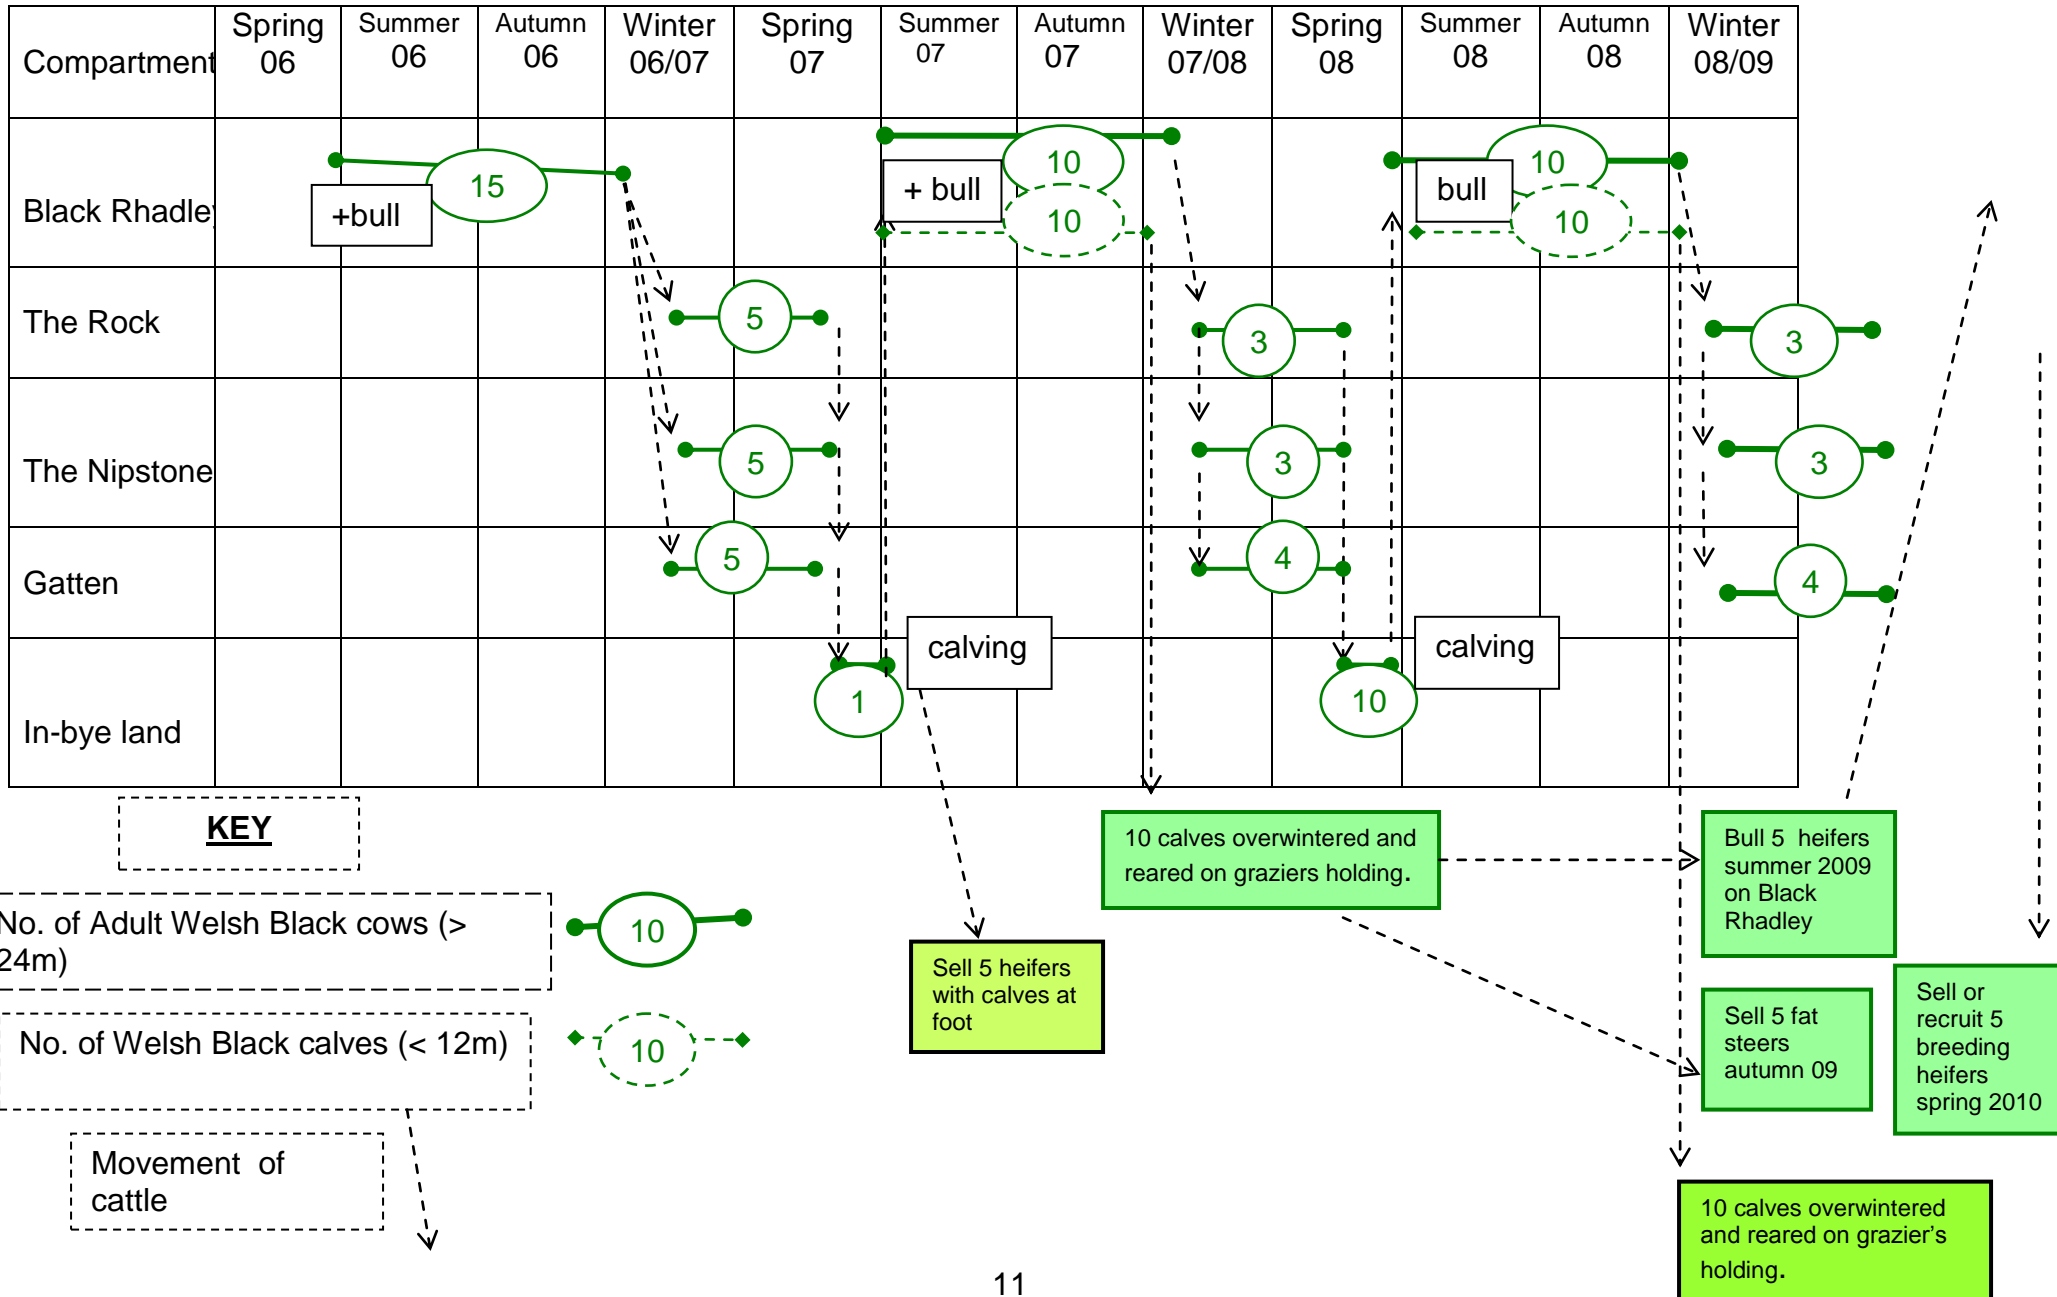 Compartment
Spring
06
Summer
06
Autumn
06
Winter
06/07
Spring
07
Summer
07
Autumn
07
Winter
07/08
Spring
08
Summer
08
Autumn
08
Winter
08/09
Black Rhadley
15
+bull
10
+ bull
10
10
bull
10
The Rock
5
3
3
The Nipstone
5
3
3
Gatten
5
4
4
In-bye land
1
calving
10
calving
KEY
No. of Adult Welsh Black cows (>
24m)
10
No. of Welsh Black calves (< 12m)
10
Movement of
cattle
Sell 5 heifers
with calves at
foot
10 calves overwintered and
reared on graziers holding.
Bull 5 heifers
summer 2009
on Black
Rhadley
Sell 5 fat
steers
autumn 09
Sell or
recruit 5
breeding
heifers
spring 2010
10 calves overwintered
and reared on grazier's
holding.
11